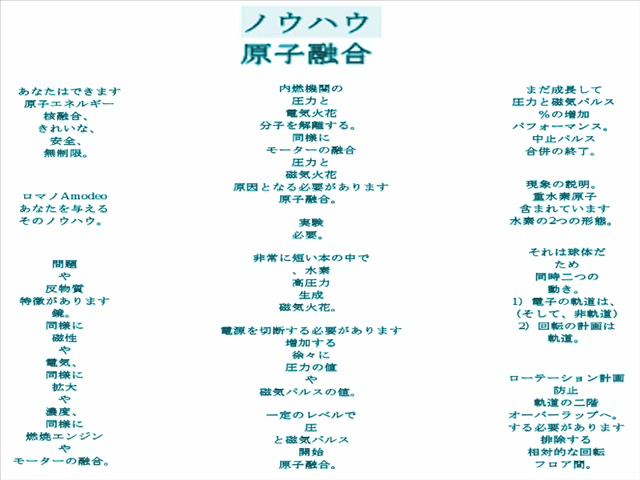 ノウハウ
原子融合
あなたはできます
原子エネルギー
核融合、
きれいな、
安全、
無制限。
ロマノAmodeo
あなたを与える
そのノウハウ。
問題
や
反物質
特徴があります
鏡。
同様に
磁性
や
電気、
同様に
拡大
や
濃度、
同様に
燃焼エンジン
や
モーターの融合。
内燃機関の
圧力と
電気火花
分子を解離する。
同様に
モーターの融合
圧力と
磁気火花
原因となる必要があります
原子融合。
実験
必要。
非常に短い本の中で
、水素
高圧力
生成
磁気火花。
電源を切断する必要があります
増加する
徐々に
圧力の値
や
磁気パルスの値。
一定のレベルで
圧
と磁気パルス
開始
原子融合。
まだ成長して
圧力と磁気パルス
%の増加
パフォーマンス。
中止パルス
合併の終了。
現象の説明。
重水素原子
含まれています
水素の2つの形態。
それは球体だ
ため
同時二つの
動き。
1）電子の軌道は、
（そして、非軌道）
2）回転の計画は
軌道。
ローテーション計画
防止
軌道の二階
オーバーラップへ。
する必要があります
排除する
相対的な回転
フロア間。